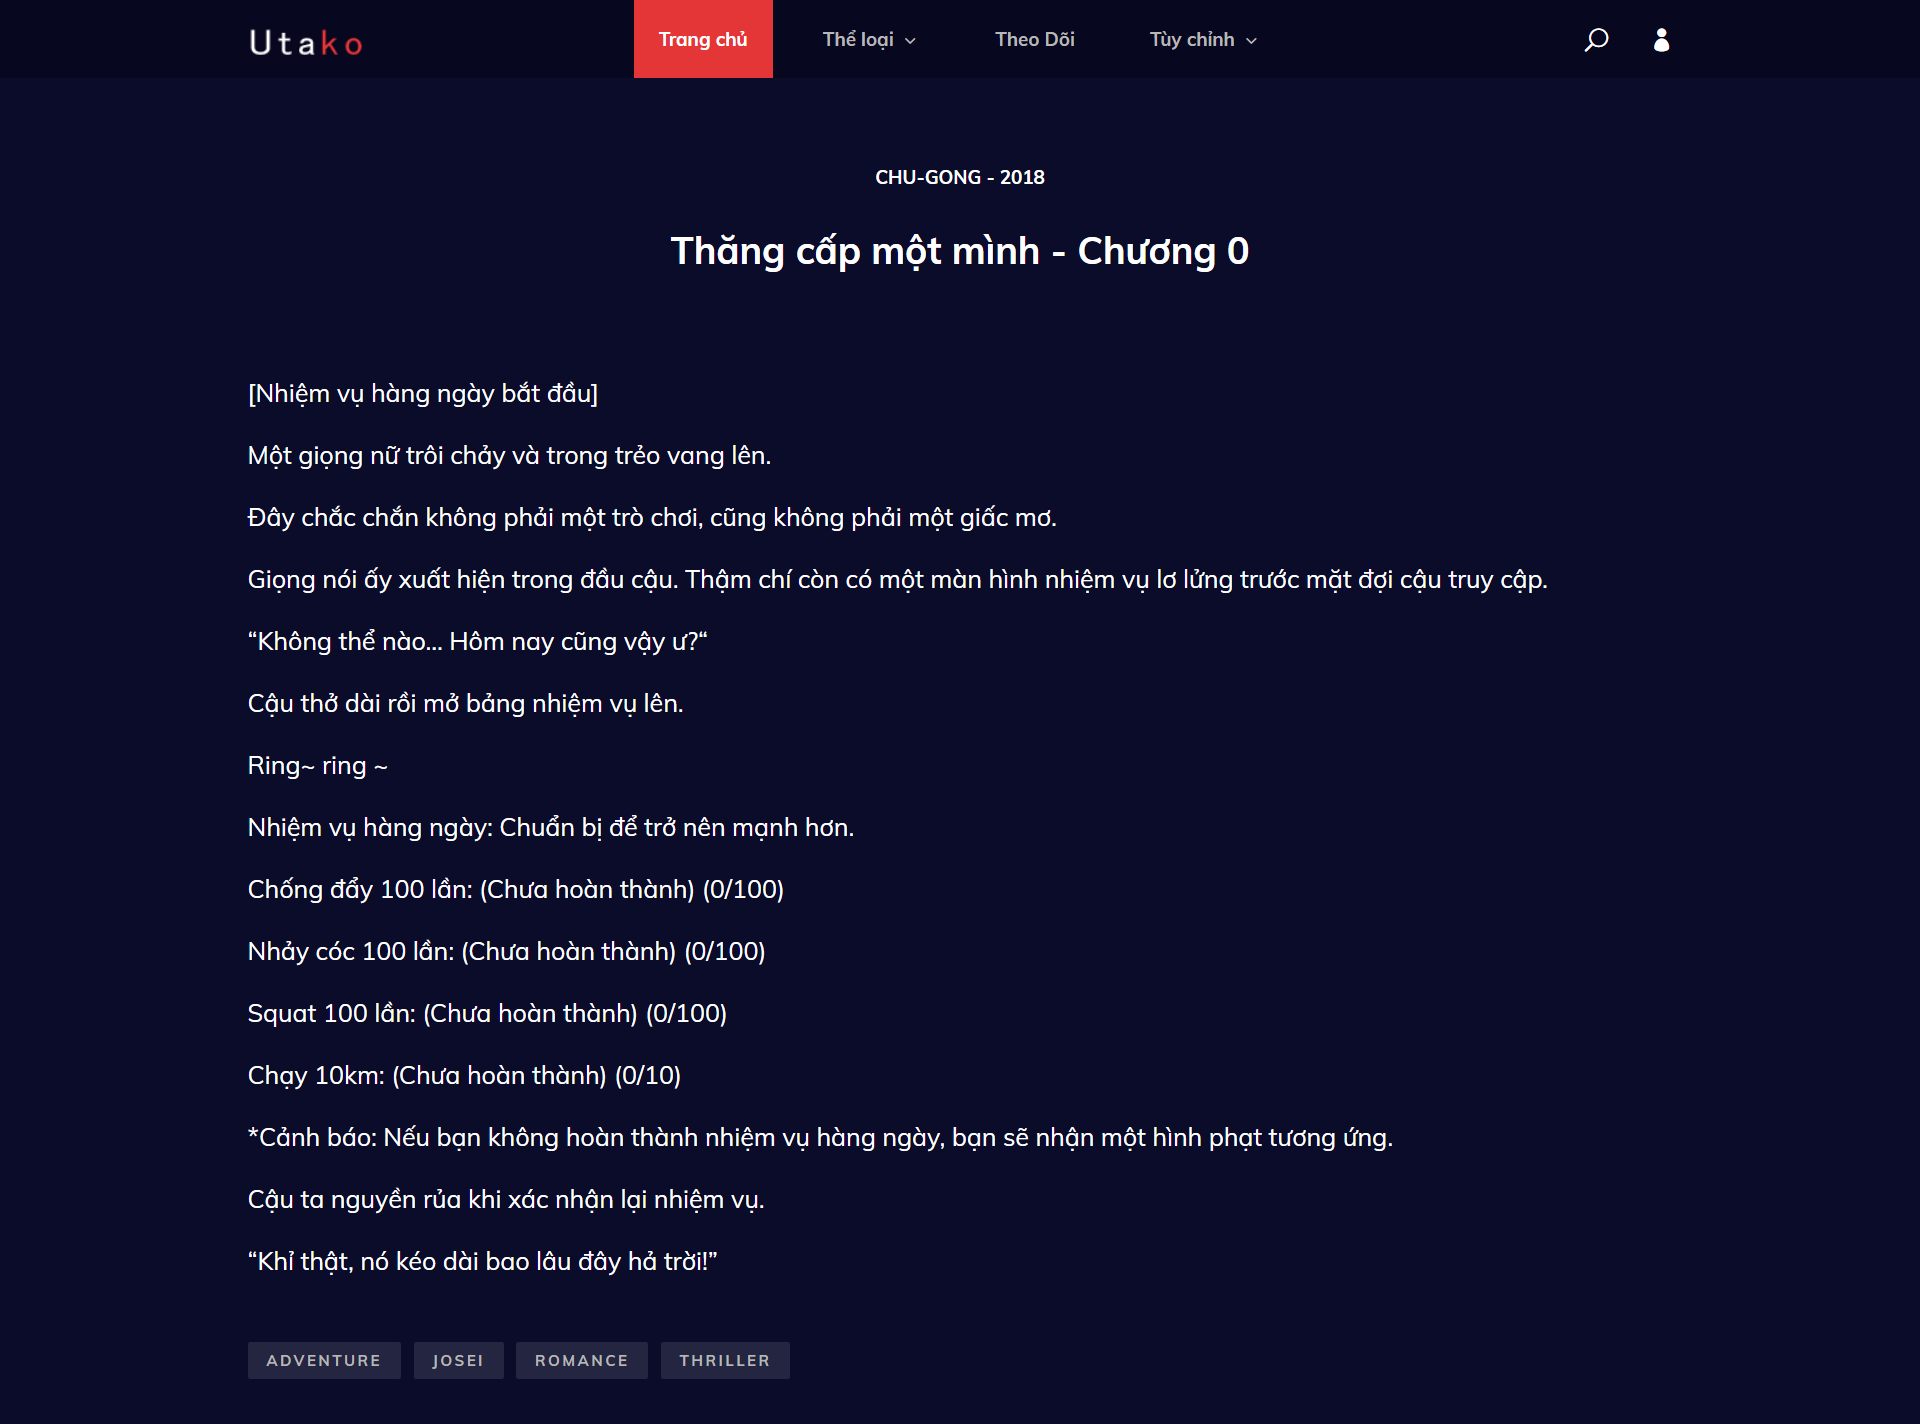 Utako
Trang chủ
Thể loại
Theo Dõi
Tùy chỉnh
CHU-GONG - 2018
Thăng cấp một mình - Chương 0
[Nhiệm vụ hàng ngày bắt đầu]
Một giọng nữ trôi chảy và trong trẻo vang lên.
Đây chắc chắn không phải một trò chơi, cũng không phải một giấc mơ.
Giọng nói ấy xuất hiện trong đầu cậu. Thậm chí còn có một màn hình nhiệm vụ lơ lửng trước mặt đợi cậu truy cập.
“Không thể nào... Hôm nay cũng vậy ư?“
Cậu thở dài rồi mở bảng nhiệm vụ lên.
Ring~ ring ~
Nhiệm vụ hàng ngày: Chuẩn bị để trở nên mạnh hơn.
Chống đẩy 100 lần: (Chưa hoàn thành) (0/100)
Nhảy cóc 100 lần: (Chưa hoàn thành) (0/100)
Squat 100 lần: (Chưa hoàn thành) (0/100)
Chạy 10km: (Chưa hoàn thành) (0/10)
*Cảnh báo: Nếu bạn không hoàn thành nhiệm vụ hàng ngày, bạn sẽ nhận một hình phạt tương ứng.
Cậu ta nguyền rủa khi xác nhận lại nhiệm vụ.
“Khỉ thật, nó kéo dài bao lâu đây hả trời!”
ADVENTURE
JOSEI
ROMANCE
THRILLER